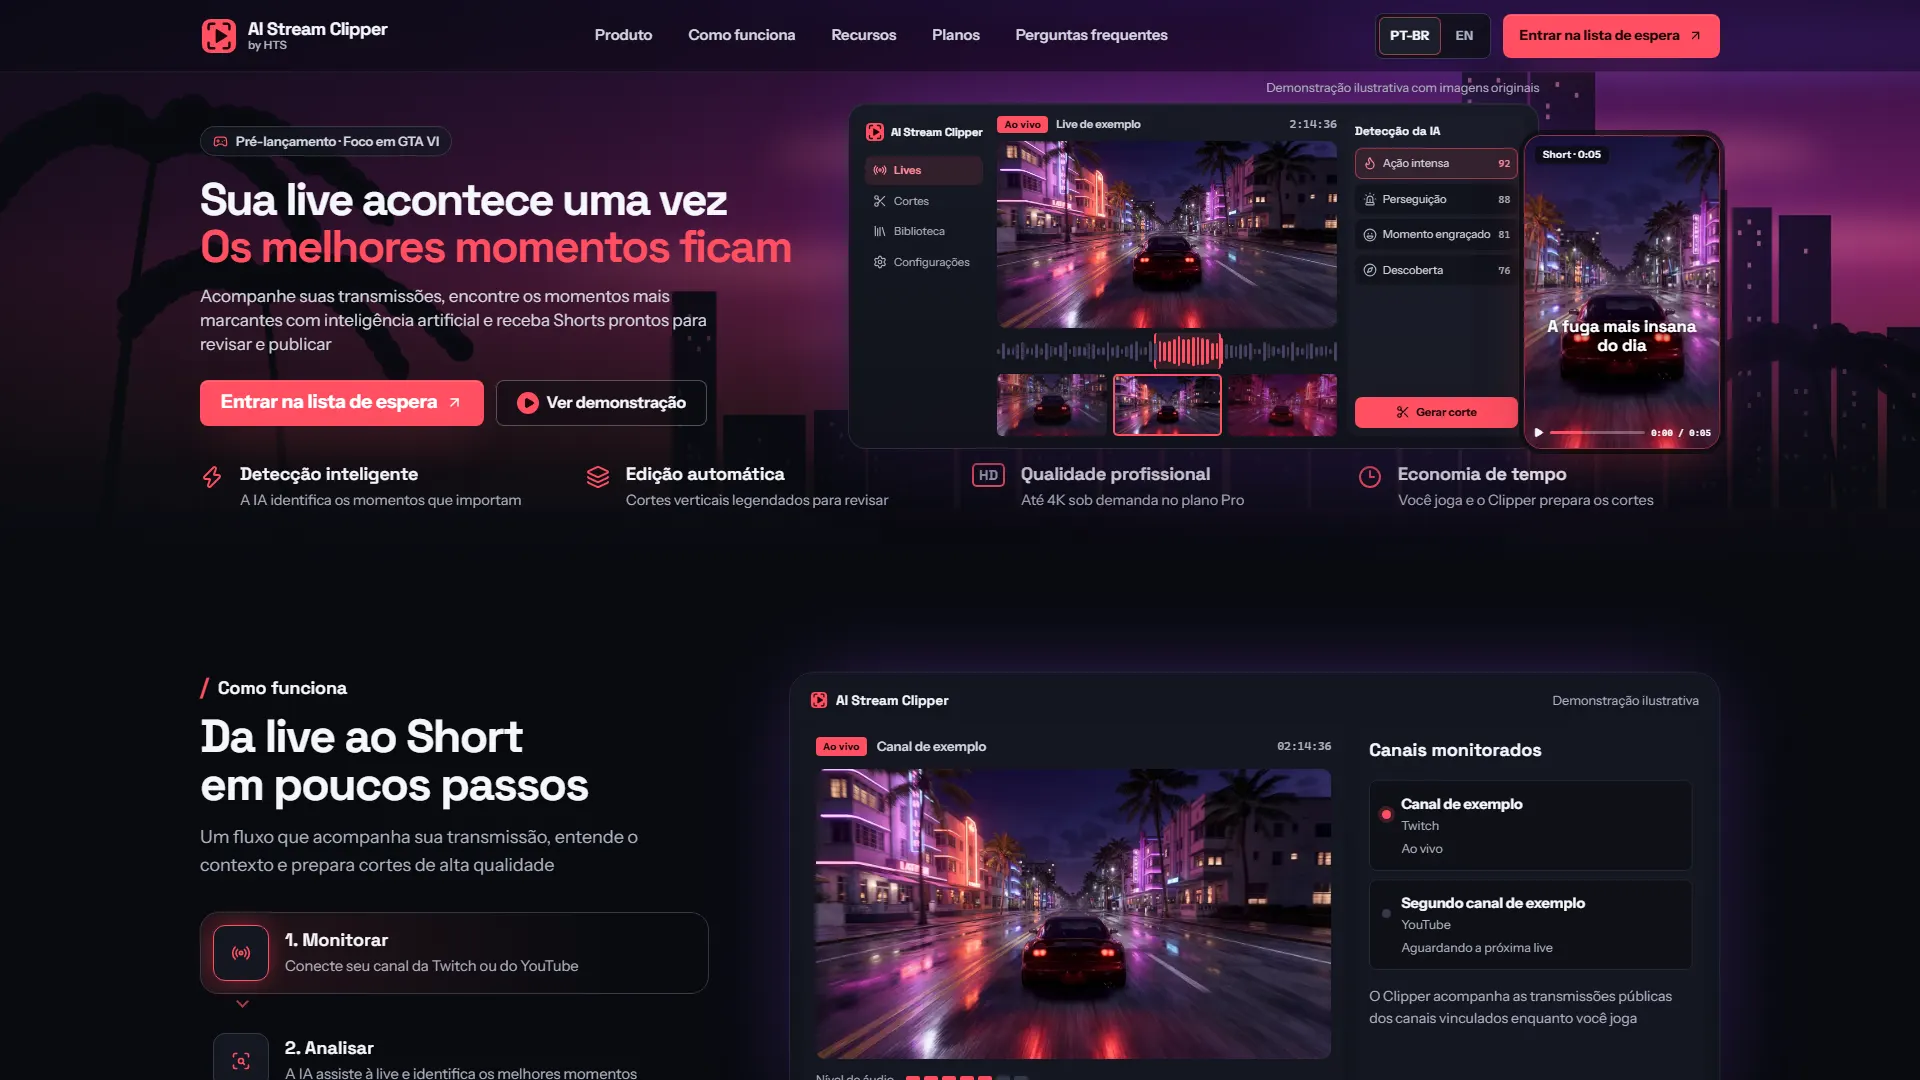 AI Stream Clipper
by HTS
Produto
Como funciona
Recursos
Planos
Perguntas frequentes
PT-BR
EN
Entrar na lista de espera
Pré-lançamento · Foco em GTA VI
Sua live acontece uma vez
Os melhores momentos ficam
Acompanhe suas transmissões, encontre os momentos mais
marcantes com inteligência artificial e receba Shorts prontos para
revisar e publicar
Entrar na lista de espera
Ver demonstração
Demonstração ilustrativa com imagens originais
AI Stream Clipper
Lives
Cortes
Biblioteca
Configurações
Ao vivo
Live de exemplo
2:14:36
Detecção da IA
Ação intensa
92
Perseguição
88
Momento engraçado
81
Descoberta
76
Gerar corte
Short · 0:05
A fuga mais insana
do dia
0:00 / 0:05
Detecção inteligente
A IA identifica os momentos que importam
Edição automática
Cortes verticais legendados para revisar
HD
Qualidade profissional
Até 4K sob demanda no plano Pro
Economia de tempo
Você joga e o Clipper prepara os cortes
/ Como funciona
Da live ao Short
em poucos passos
Um fluxo que acompanha sua transmissão, entende o
contexto e prepara cortes de alta qualidade
1. Monitorar
Conecte seu canal da Twitch ou do YouTube
2. Analisar
A IA assiste à live e identifica os melhores momentos
AI Stream Clipper
Demonstração ilustrativa
Ao vivo
Canal de exemplo
02:14:36
Canais monitorados
Canal de exemplo
Twitch
Ao vivo
Segundo canal de exemplo
YouTube
Aguardando a próxima live
O Clipper acompanha as transmissões públicas
dos canais vinculados enquanto você joga
Nível de áudio